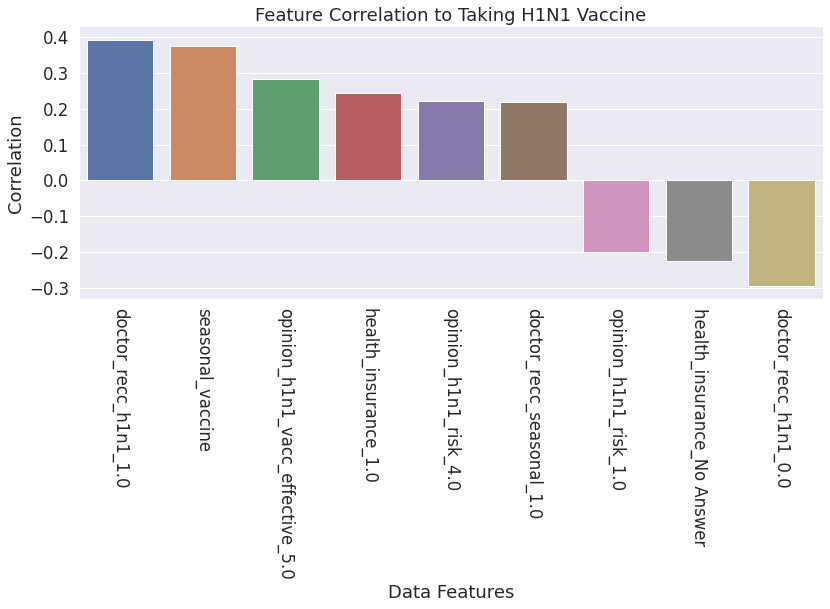 Feature Correlation to Taking H1N1 Vaccine
Correlation
0.4
0.3
0.2
0.1
0.0
−0.1
−0.2
−0.3
doctor_recc_h1n1_1.0
seasonal_vaccine
opinion_h1n1_vacc_effective_5.0
health_insurance_1.0
opinion_h1n1_risk_4.0
doctor_recc_seasonal_1.0
opinion_h1n1_risk_1.0
health_insurance_No Answer
doctor_recc_h1n1_0.0
Data Features